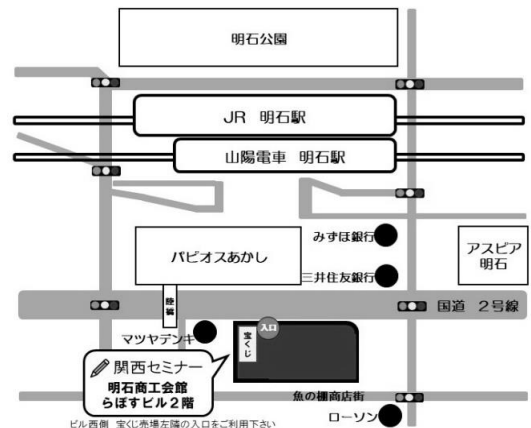 明石公園
JR 明石駅
山陽電車 明石駅
みずほ銀行
パピオスあかし
アスピア
明石
三井住友銀行
国道 2号線
陸橋
マツヤデンキ
入口
宝くじ
関西セミナー
明石商工会館
らぽすビル2階
魚の棚商店街
ローソン
ビル西側 宝くじ売場左隣の入口をご利用下さい